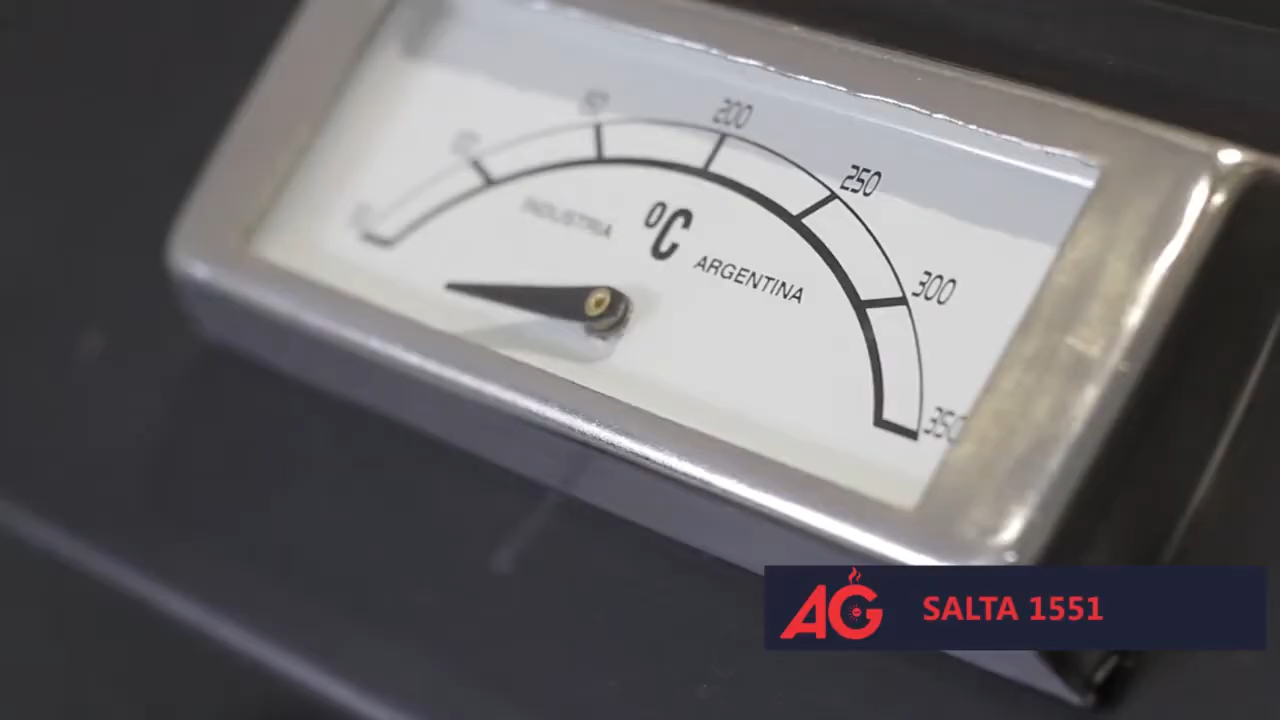 200
250
300
350
°C
INDUSTRIA
ARGENTINA
AG
SALTA 1551